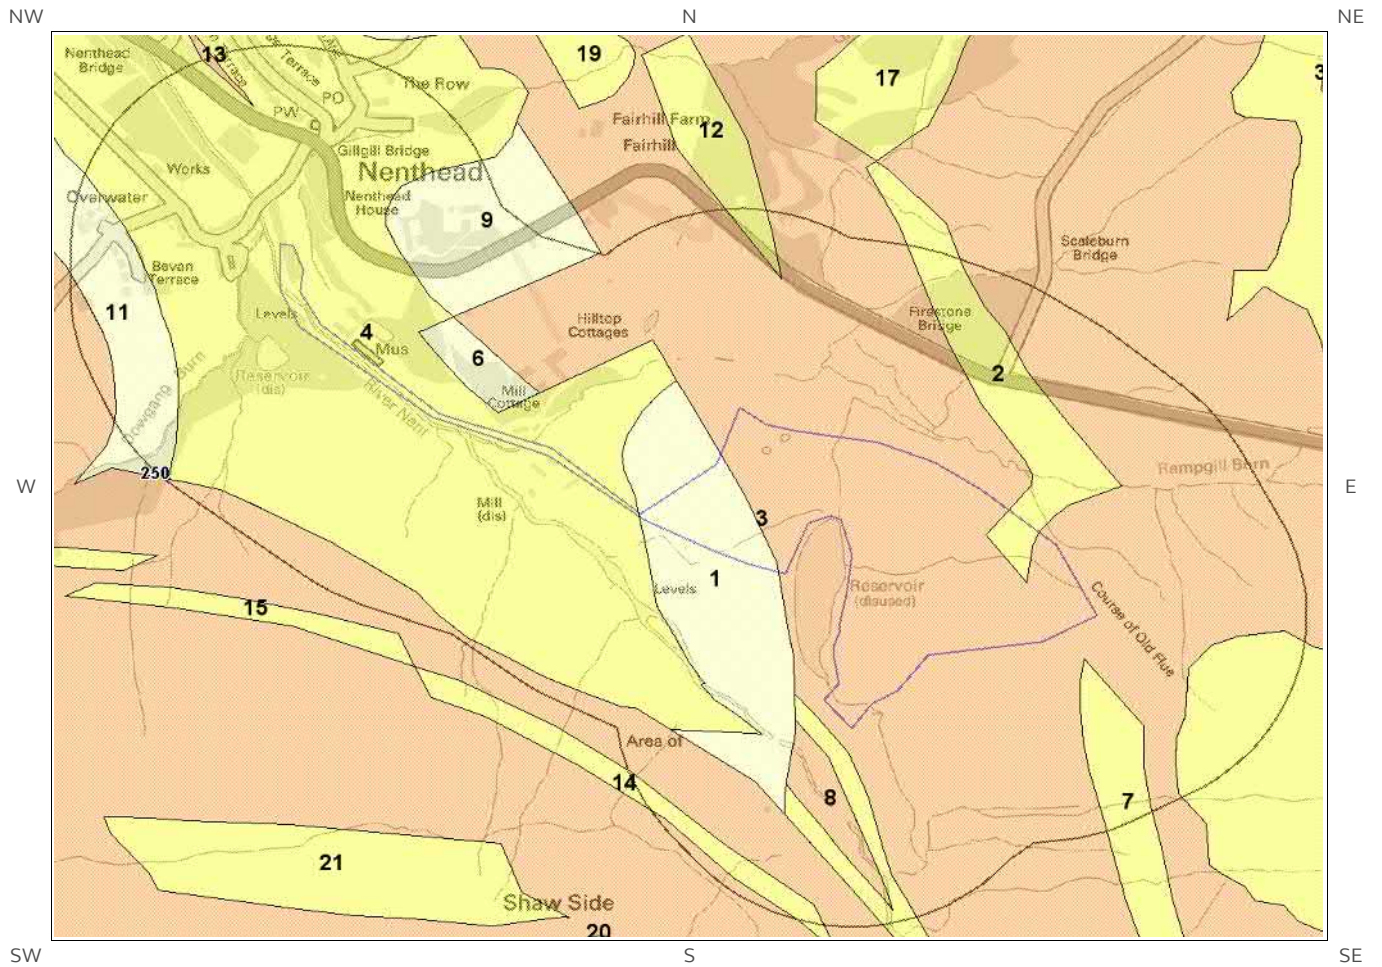 NW
N
NE
Nenthead
Bridge
13
Terrace
Terrace
19
17
The Row
PO
PW
Fairhill Farm
12
Fairhill
Gillgill Bridge
Nenthead
Works
Overwater
Nenthead
House
9
Scaleburn
Bridge
Bevan
Terrace
11
Levels
4
Mus
Hilltop
Cottages
Firestone
Bridge
6
Reservoir
(dis)
2
Mill
Cottage
River Nent
Dowgang Burn
250
Rampgill Burn
W
E
Mill
(dis)
3
1
Levels
Reservoir
(disused)
Course of Old Flue
15
Area of
14
8
7
21
Shaw Side
20
SW
S
SE